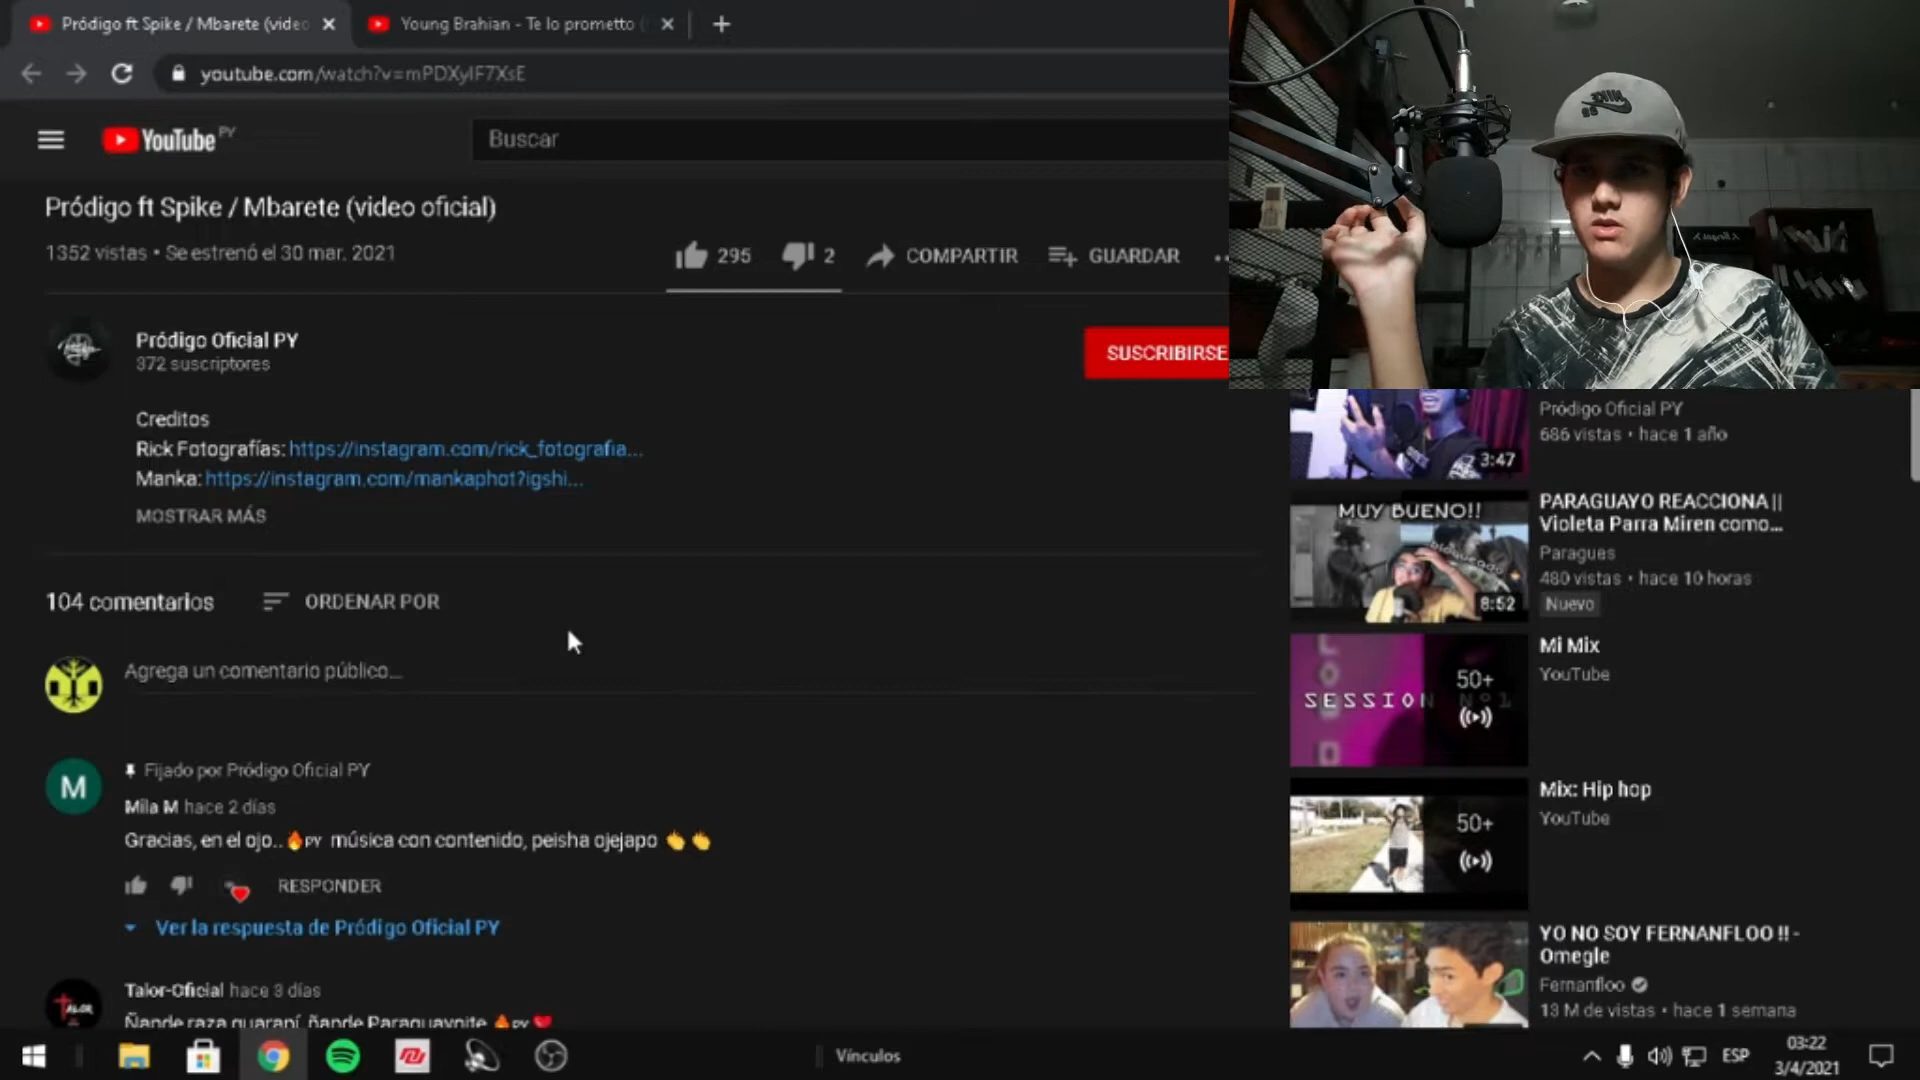 Pródigo ft Spike / Mbarete (video
Young Brahian - Te lo prometto (
youtube.com/watch?v=mPDXyIF7XsE
YouTube PY
Buscar
Pródigo ft Spike / Mbarete (video oficial)
1352 vistas • Se estrenó el 30 mar. 2021
295
2
COMPARTIR
GUARDAR
Pródigo Oficial PY
372 suscriptores
SUSCRIBIRSE
Creditos
Rick Fotografías: https://instagram.com/rick_fotografia...
Manka: https://instagram.com/mankaphot?igshi...
MOSTRAR MÁS
104 comentarios
ORDENAR POR
Agrega un comentario público...
M
Fijado por Pródigo Oficial PY
Mila M hace 2 días
Gracias, en el ojo..🔥PY música con contenido, peisha ojejapo 👏👏
RESPONDER
Ver la respuesta de Pródigo Oficial PY
TALOR
Talor-Oficial hace 3 días
Ñande raza guaraní, ñande Paraguaynite 🔥PY❤️
NIKE
SB
Pródigo Oficial PY
686 vistas • hace 1 año
3:47
MUY BUENO!!
bloqueado
8:52
PARAGUAYO REACCIONA ||
Violeta Parra Miren como...
Paragues
480 vistas • hace 10 horas
Nuevo
SESSION Nº1
50+
Mi Mix
YouTube
50+
Mix: Hip hop
YouTube
YO NO SOY FERNANFLOO !! -
Omegle
Fernanfloo
13 M de vistas • hace 1 semana
Vínculos
ESP
03:22
3/4/2021